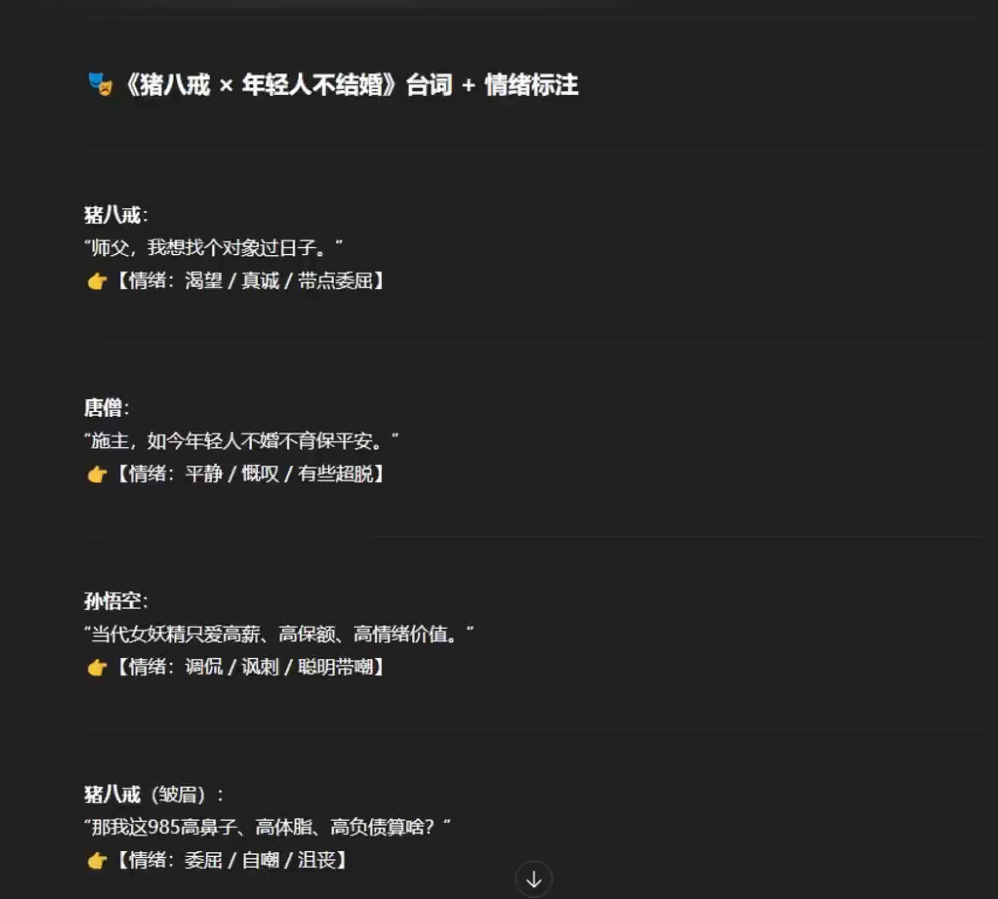 🎭《猪八戒 × 年轻人不结婚》台词 + 情绪标注
猪八戒:
“师父，我想找个对象过日子。”
👉【情绪：渴望 / 真诚 / 带点委屈】
唐僧:
“施主，如今年轻人不婚不育保平安。”
👉【情绪：平静 / 慨叹 / 有些超脱】
孙悟空:
“当代女妖精只爱高薪、高保额、高情绪价值。”
👉【情绪：调侃 / 讽刺 / 聪明带嘲】
猪八戒（皱眉）:
“那我这985高鼻子、高体脂、高负债算啥？”
👉【情绪：委屈 / 自嘲 / 沮丧】